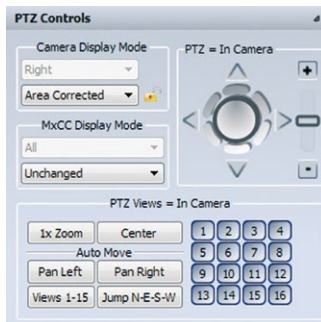 PTZ Controls
Camera Display Mode
Right
Area Corrected
MxCC Display Mode
All
Unchanged
PTZ = In Camera
+
-
PTZ Views = In Camera
1x Zoom Center
Auto Move
Pan Left Pan Right
Views 1-15 Jump N-E-S-W
1 2 3 4
5 6 7 8
9 10 11 12
13 14 15 16